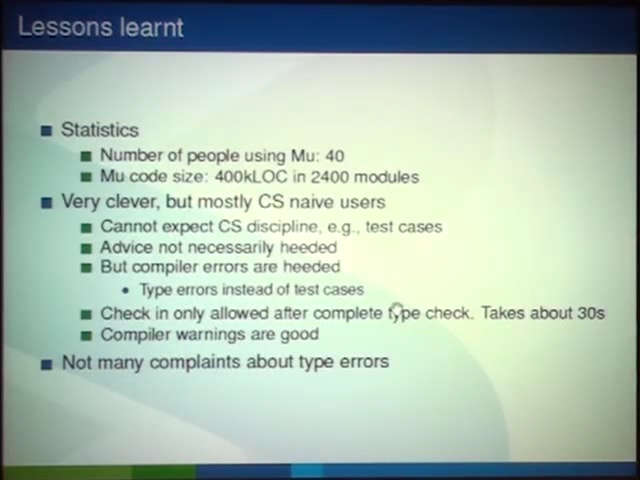 Lessons learnt
Statistics
Number of people using Mu: 40
Mu code size: 400kLOC in 2400 modules
Very clever, but mostly CS naive users
Cannot expect CS discipline, e.g., test cases
Advice not necessarily heeded
But compiler errors are heeded
Type errors instead of test cases
Check in only allowed after complete type check. Takes about 30s
Compiler warnings are good
Not many complaints about type errors